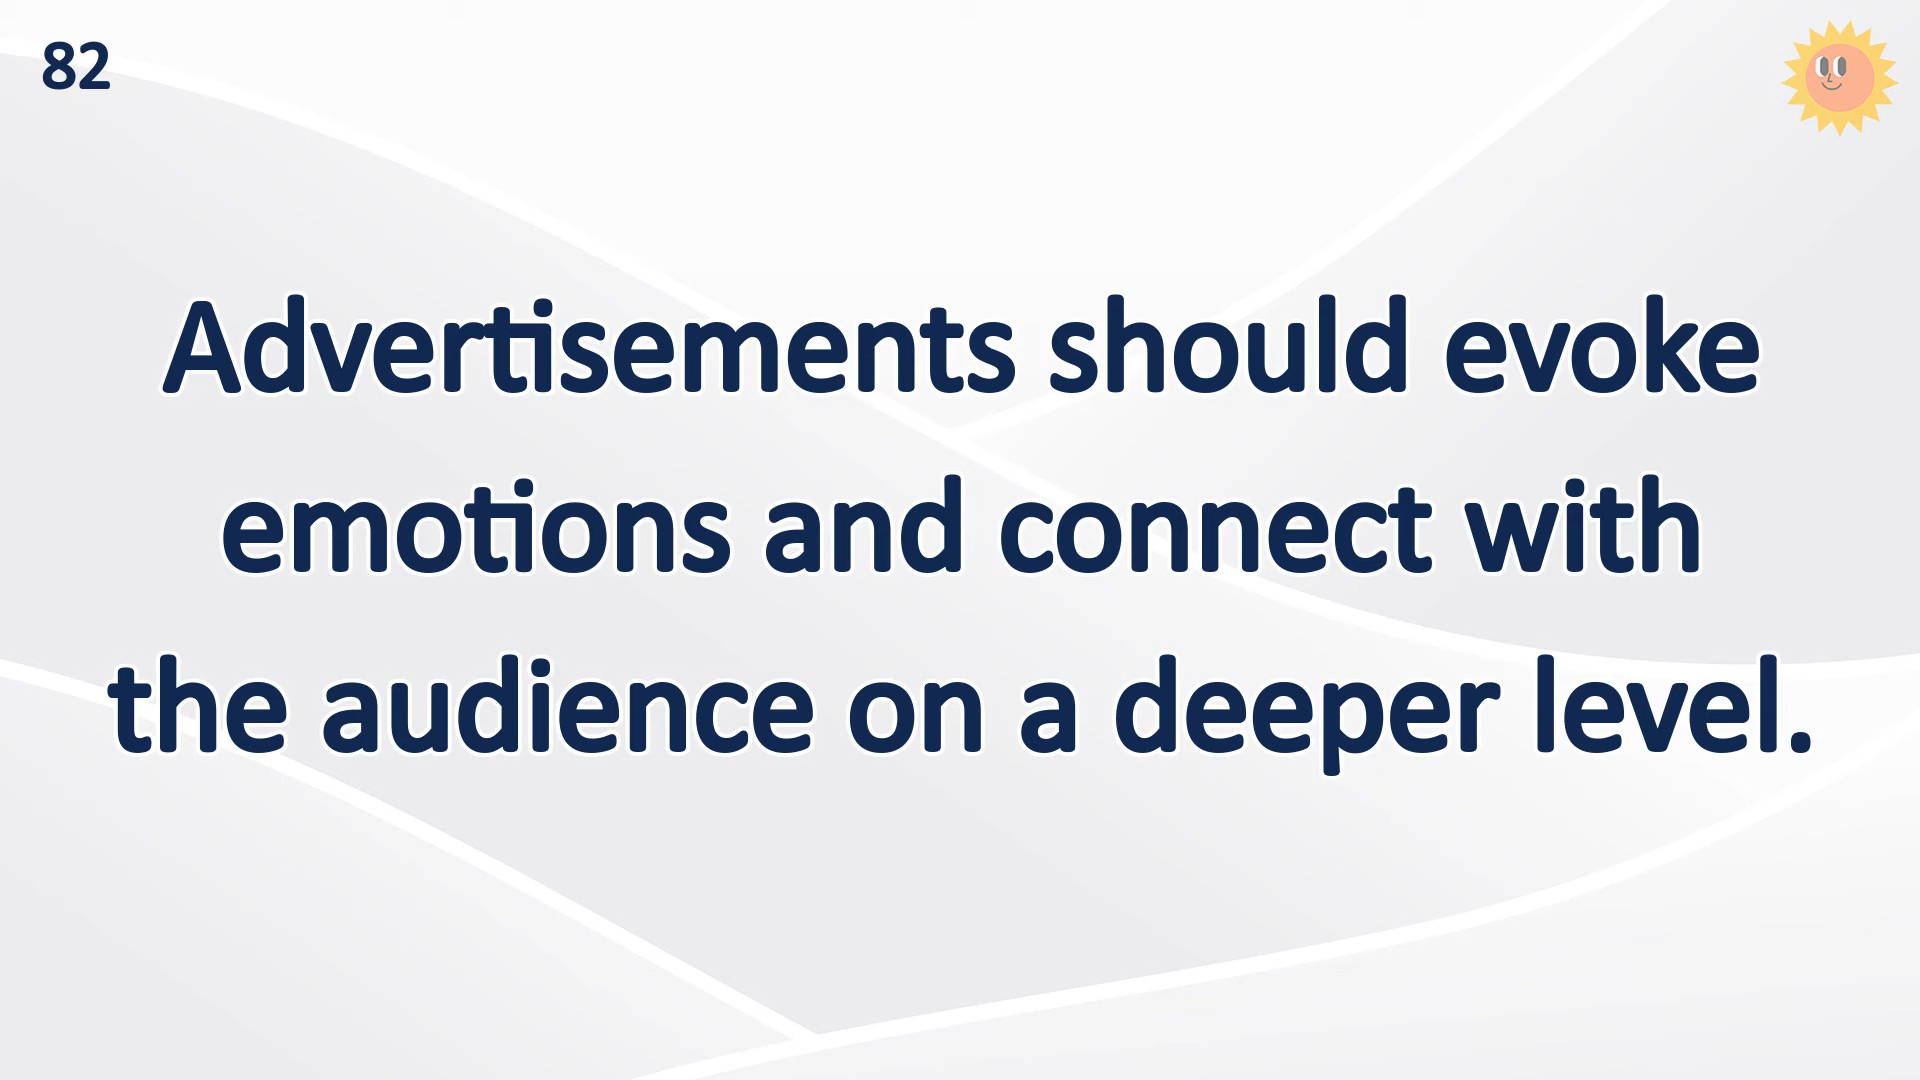 82
Advertisements should evoke
emotions and connect with
the audience on a deeper level.